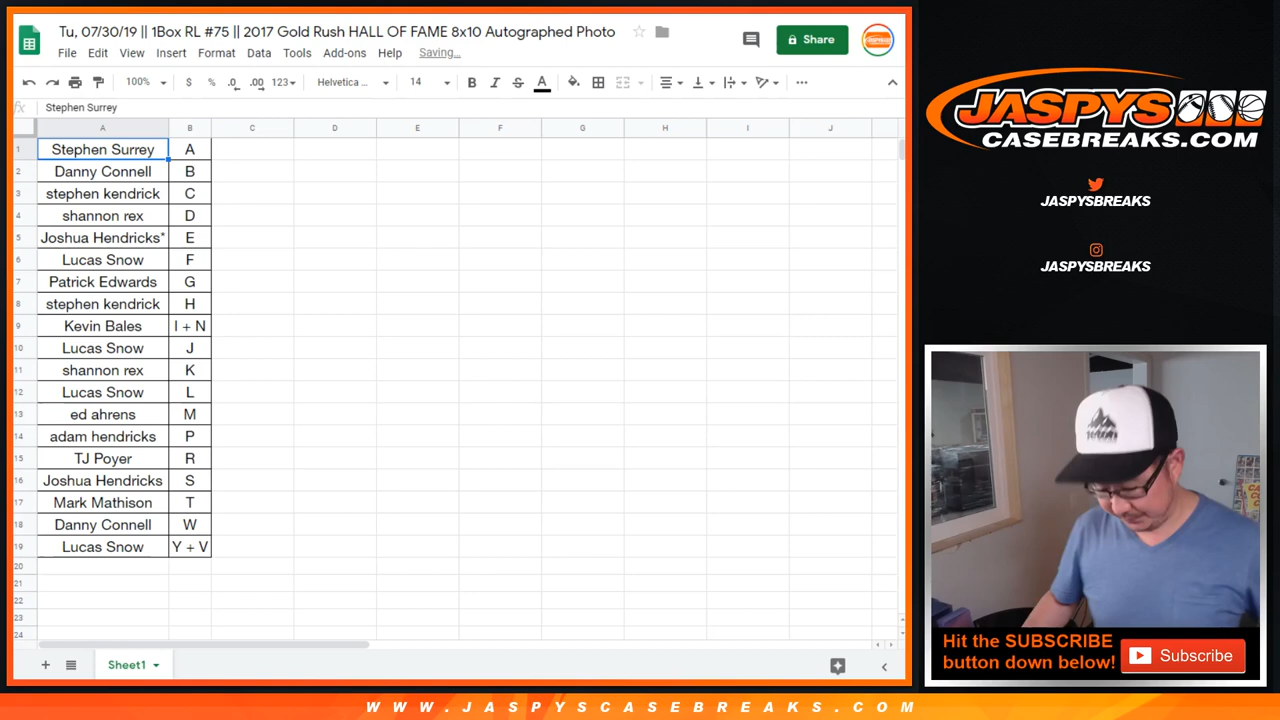 Tu, 07/30/19 || 1Box RL #75 || 2017 Gold Rush HALL OF FAME 8x10 Autographed Photo
File Edit View Insert Format Data Tools Add-ons Help Saving...
Share
100% $ % .0 .00 123 Helvetica ... 14 B I S A
fx Stephen Surrey
A B C D E F G H I J
1 Stephen Surrey A
2 Danny Connell B
3 stephen kendrick C
4 shannon rex D
5 Joshua Hendricks* E
6 Lucas Snow F
7 Patrick Edwards G
8 stephen kendrick H
9 Kevin Bales I + N
10 Lucas Snow J
11 shannon rex K
12 Lucas Snow L
13 ed ahrens M
14 adam hendricks P
15 TJ Poyer R
16 Joshua Hendricks S
17 Mark Mathison T
18 Danny Connell W
19 Lucas Snow Y + V
20
21
22
23
24
Sheet1
JASPYS
CASEBREAKS.COM
JASPYSBREAKS
JASPYSBREAKS
Hit the SUBSCRIBE
button down below!
Subscribe
WWW.JASPYSCASEBREAKS.COM